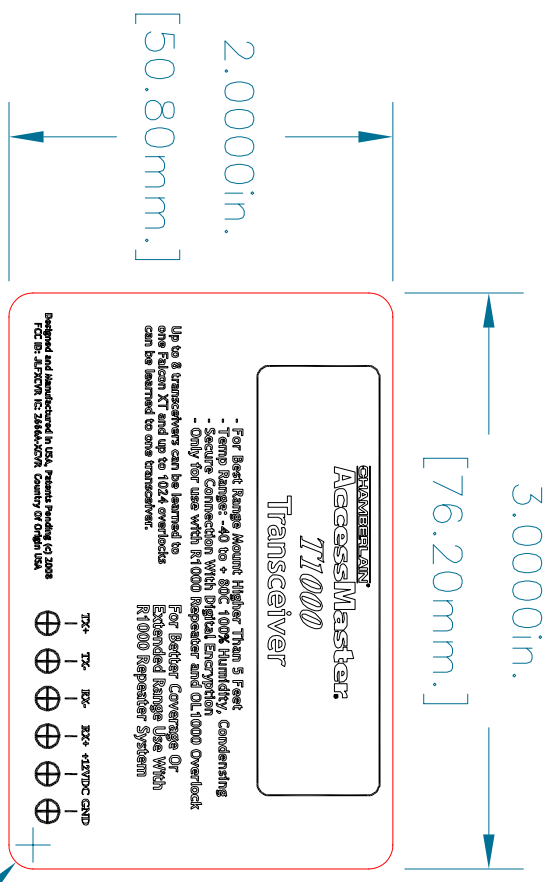 3.0000in.
[76.20mm.]
2.0000in.
[50.80mm.]
CHAMBERLAIN®
AccessMaster®
T1000
Transceiver
- For Best Range Mount Higher Than 5 Feet
- Temp Range: -40 to + 80C 100% Humidity, Condensing
- Secure Connection With Digital Encryption
- Only for use with R1000 Repeater and OL1000 Overlock
Up to 8 transceivers can be learned to
one Falcon XT and up to 1024 overlocks
can be learned to one transceiver.
For Better Coverage Or
Extended Range Use With
R1000 Repeater System
TX+ TX- RX- RX+ +12VDC GND
Designed and Manufactured in USA, Patents Pending (c) 2008
FCC ID: JLFXCVR IC: 2666A-XCVR Country Of Origin USA